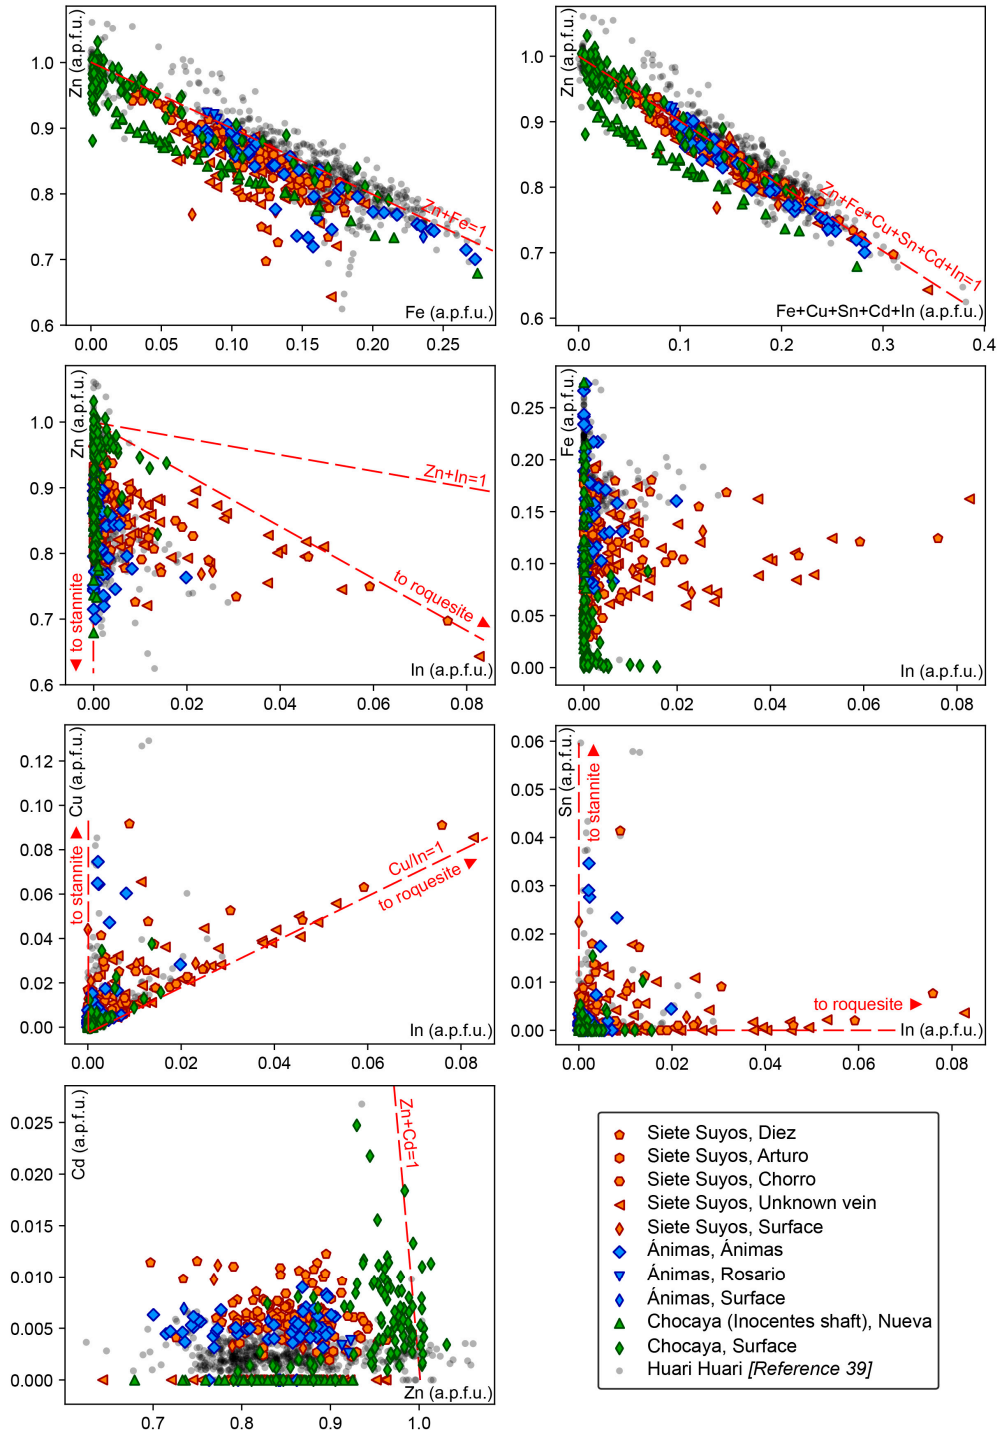 Zn (a.p.f.u.)
1.0
0.9
0.8
0.7
0.6
Zn+Fe=1
Fe (a.p.f.u.)
0.00
0.05
0.10
0.15
0.20
0.25
Zn (a.p.f.u.)
1.0
0.9
0.8
0.7
0.6
Zn+Fe+Cu+Sn+Cd+In=1
Fe+Cu+Sn+Cd+In (a.p.f.u.)
0.0
0.1
0.2
0.3
0.4
Zn (a.p.f.u.)
1.0
0.9
0.8
0.7
0.6
Zn+In=1
to roquesite
to stannite
In (a.p.f.u.)
0.00
0.02
0.04
0.06
0.08
Fe (a.p.f.u.)
0.25
0.20
0.15
0.10
0.05
0.00
In (a.p.f.u.)
0.00
0.02
0.04
0.06
0.08
Cu (a.p.f.u.)
0.12
0.10
0.08
0.06
0.04
0.02
0.00
to stannite
Cu/In=1
to roquesite
In (a.p.f.u.)
0.00
0.02
0.04
0.06
0.08
Sn (a.p.f.u.)
0.06
0.05
0.04
0.03
0.02
0.01
0.00
to stannite
to roquesite
In (a.p.f.u.)
0.00
0.02
0.04
0.06
0.08
Cd (a.p.f.u.)
0.025
0.020
0.015
0.010
0.005
0.000
Zn+Cd=1
Zn (a.p.f.u.)
0.7
0.8
0.9
1.0
Siete Suyos, Diez
Siete Suyos, Arturo
Siete Suyos, Chorro
Siete Suyos, Unknown vein
Siete Suyos, Surface
Ánimas, Ánimas
Ánimas, Rosario
Ánimas, Surface
Chocaya (Inocentes shaft), Nueva
Chocaya, Surface
Huari Huari [Reference 39]